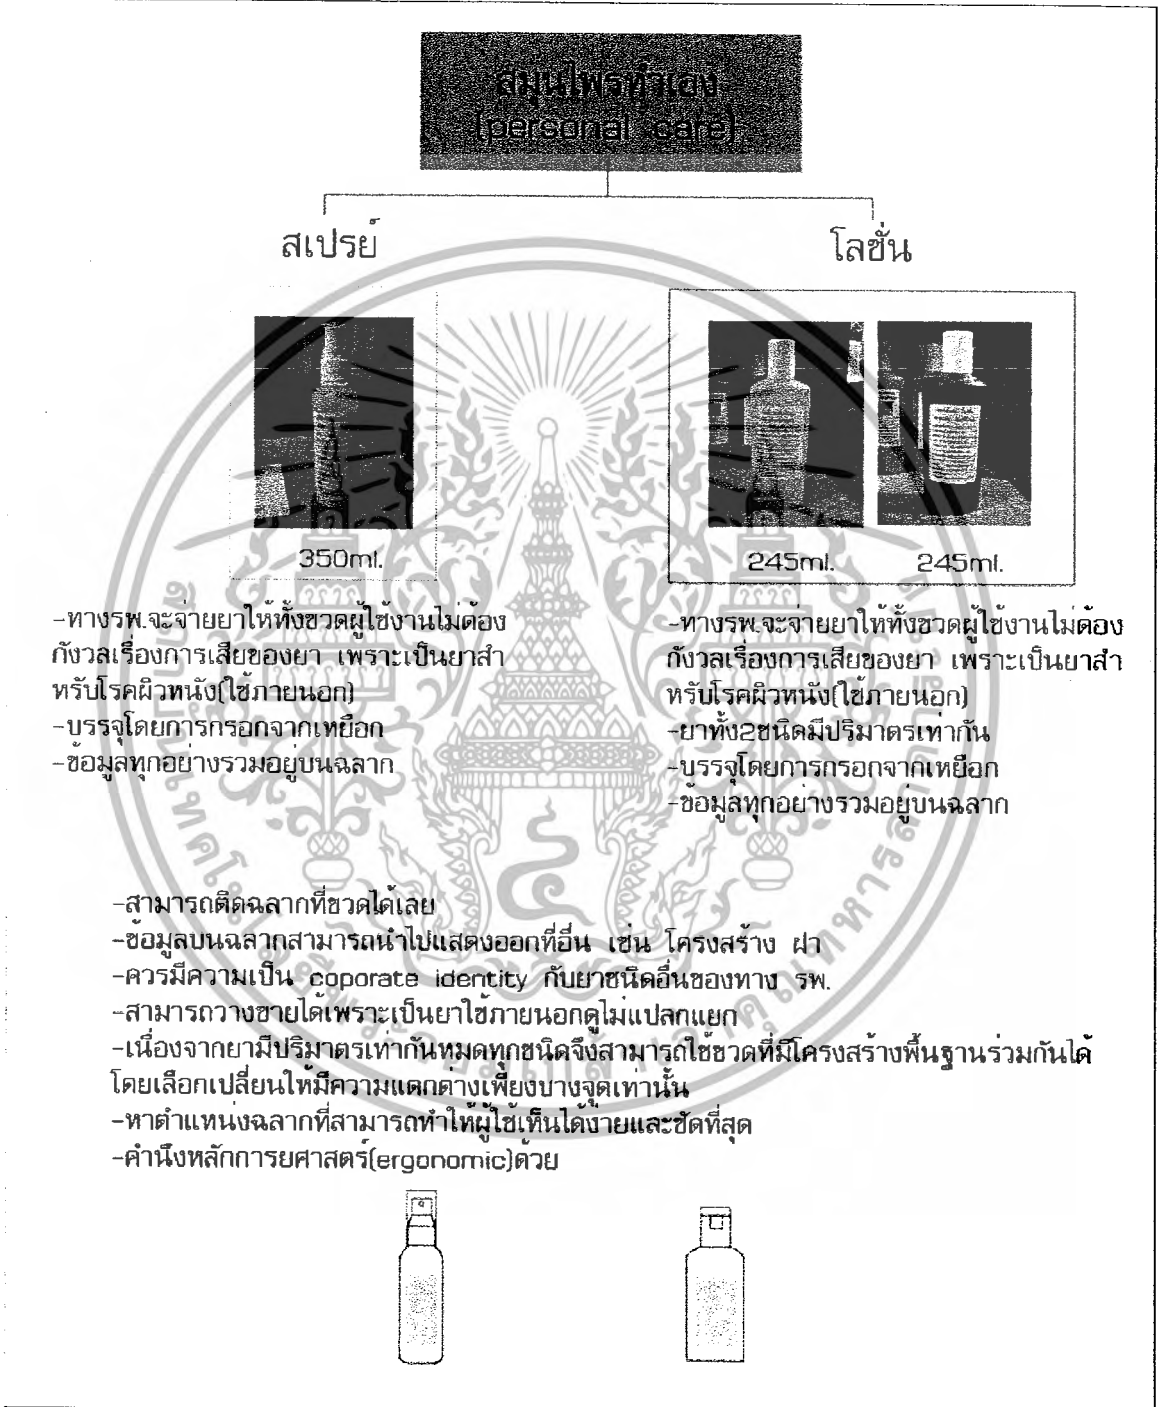 สมุนไพรทำเอง
(personal care)
สเปรย์
โลชั่น
350ml.
245ml.
245ml.
-ทางรพ.จะจ่ายยาให้ทั้งขวดผู้ใช้งานไม่ต้อง
กังวลเรื่องการเสียของยา เพราะเป็นยาสำ
หรับโรคผิวหนัง(ใช้ภายนอก)
-บรรจุโดยการกรอกจากเหยือก
-ข้อมูลทุกอย่างรวมอยู่บนฉลาก
-ทางรพ.จะจ่ายยาให้ทั้งขวดผู้ใช้งานไม่ต้อง
กังวลเรื่องการเสียของยา เพราะเป็นยาสำ
หรับโรคผิวหนัง(ใช้ภายนอก)
-ยาทั้ง2ชนิดมีปริมาตรเท่ากัน
-บรรจุโดยการกรอกจากเหยือก
-ข้อมูลทุกอย่างรวมอยู่บนฉลาก
-สามารถติดฉลากที่ขวดได้เลย
-ข้อมูลบนฉลากสามารถนำไปแสดงออกที่อื่น เช่น โครงสร้าง ฝา
-ควรมีความเป็น coporate identity กับยาชนิดอื่นของทาง รพ.
-สามารถวางขายได้เพราะเป็นยาใช้ภายนอกดูไม่แปลกแยก
-เนื่องจากยามีปริมาตรเท่ากันหมดทุกชนิดจึงสามารถใช้ขวดที่มีโครงสร้างพื้นฐานร่วมกันได้
โดยเลือกเปลี่ยนให้มีความแตกต่างเพียงบางจุดเท่านั้น
-หาตำแหน่งฉลากที่สามารถทำให้ผู้ใช้เห็นได้ง่ายและชัดที่สุด
-คำนึงหลักการยศาสตร์(ergonomic)ด้วย